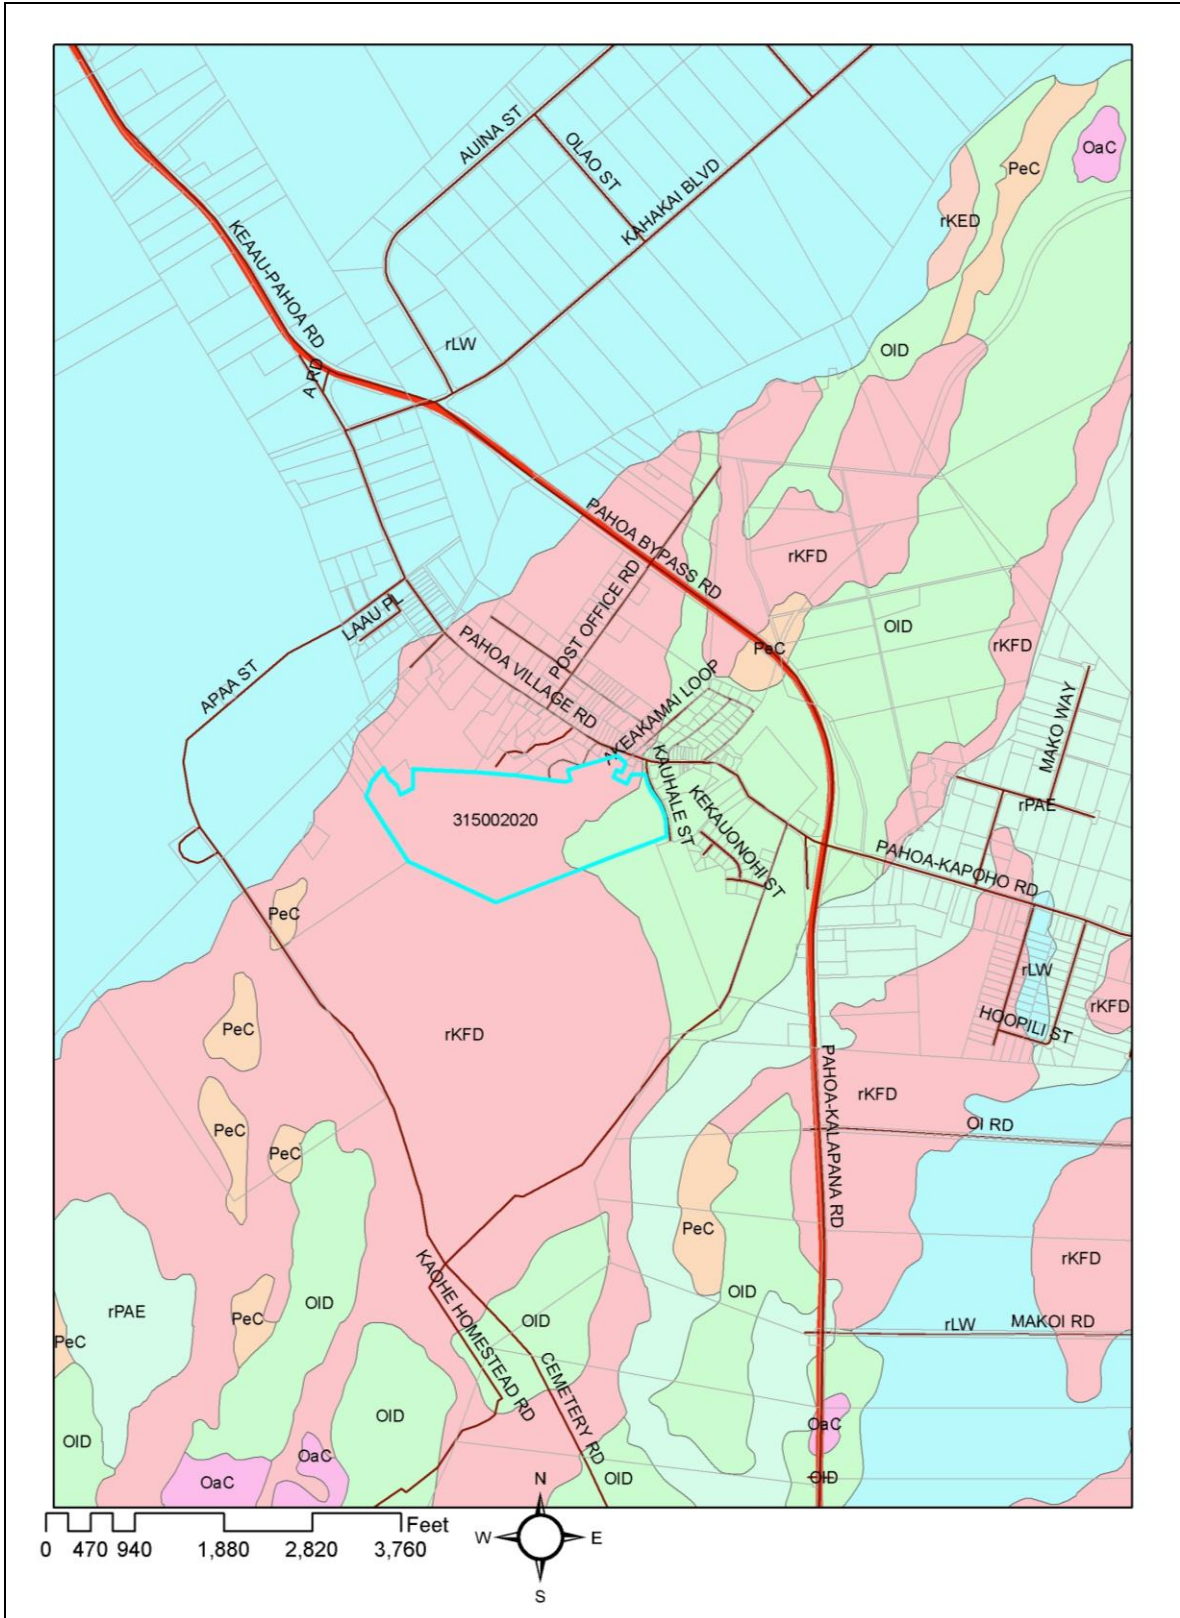 AUINA ST
OLAO ST
KAHAKAI BLVD
OaC
PeC
rKED
KEAAU-PAHOA RD
rLW
OlD
A RD
PAHOA BYPASS RD
rKFD
POST OFFICE RD
LAAU PL
OlD
PAHOA VILLAGE RD
PeC
rKFD
KEAKAMAI LOOP
APAA ST
MAKO WAY
KAUHALE ST
KEKAUONOHI ST
rPAE
315002020
PAHOA-KAPOHO RD
PeC
rLW
rKFD
HOOPILI ST
PeC
rKFD
PAHOA-KALAPANA RD
rKFD
OI RD
PeC
PeC
PeC
rKFD
KAOHE HOMESTEAD RD
OlD
rPAE
OlD
PeC
OlD
rLW
MAKOI RD
PeC
CEMETERY RD
OlD
OaC
OlD
OaC
OaC
OlD
OlD
N
W
E
S
Feet
0 470 940 1,880 2,820 3,760